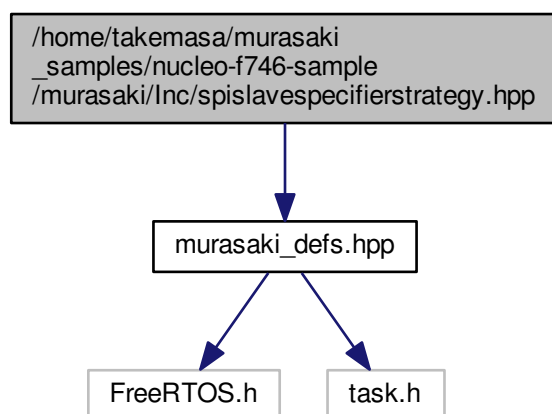 /home/takemasa/murasaki
_samples/nucleo-f746-sample
/murasaki/Inc/spislavespecifierstrategy.hpp
murasaki_defs.hpp
FreeRTOS.h
task.h